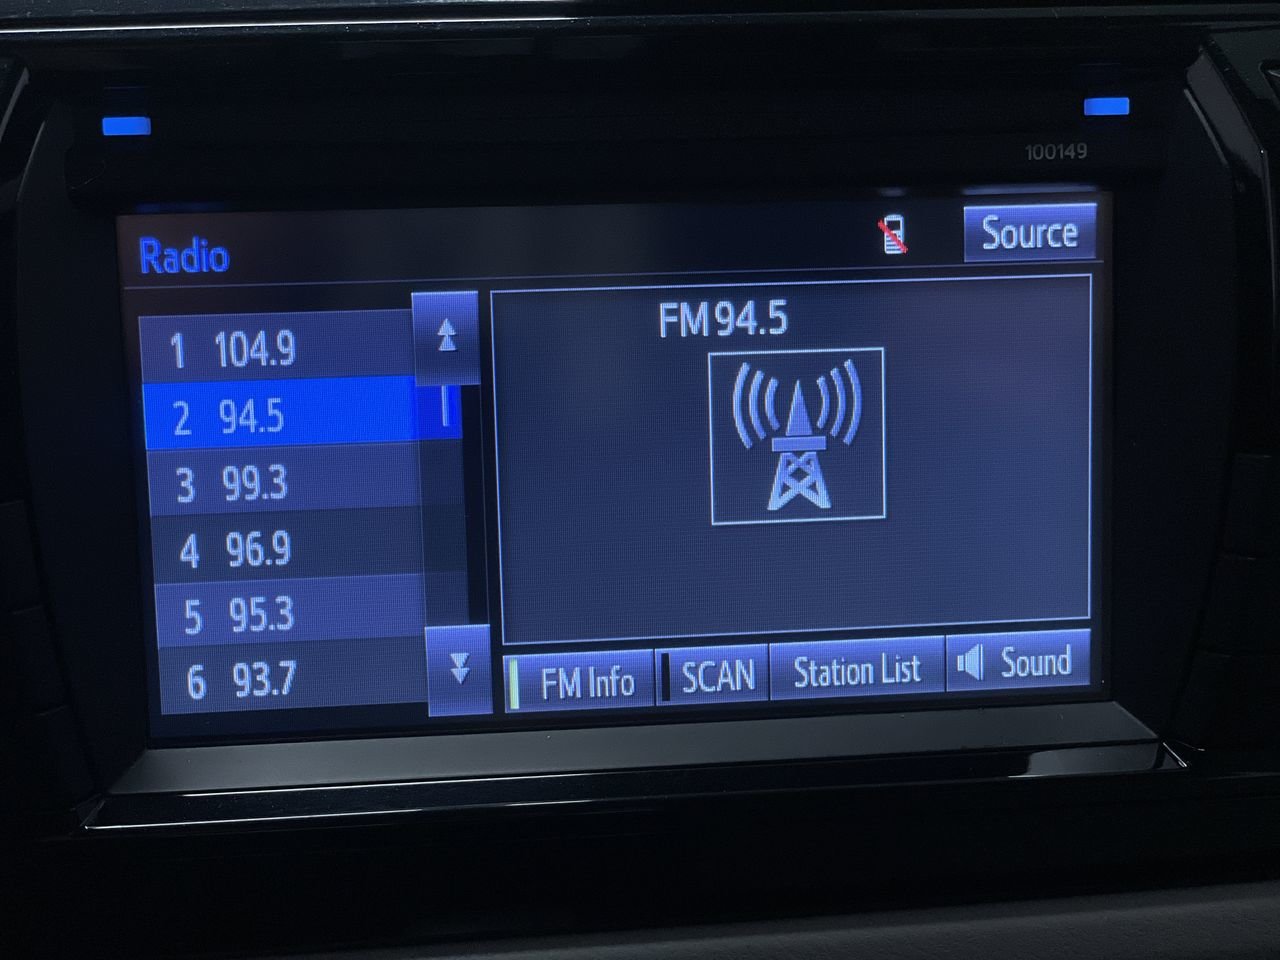 100149
Radio
Source
1 104.9
2 94.5
3 99.3
4 96.9
5 95.3
6 93.7
FM 94.5
FM Info
SCAN
Station List
Sound